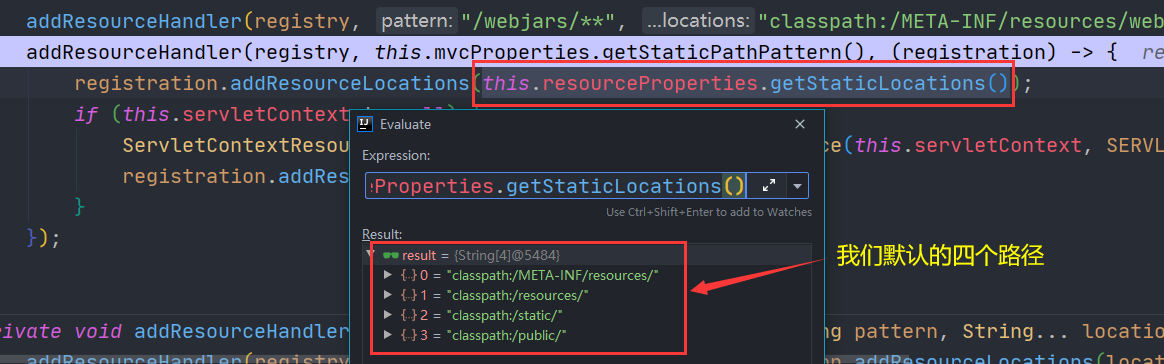 addResourceHandler(registry, pattern: "/webjars/**", ...locations: "classpath:/META-INF/resources/web
addResourceHandler(registry, this.mvcProperties.getStaticPathPattern(), (registration) -> { re
registration.addResourceLocations(this.resourceProperties.getStaticLocations());
if (this.servletContext
ServletContextResou ce(this.servletContext, SERVL
registration.addRes
}
});
Evaluate
Expression:
Properties.getStaticLocations()
Use Ctrl+Shift+Enter to add to Watches
Result:
result = {String[4]@5484}
0 = "classpath:/META-INF/resources/"
1 = "classpath:/resources/"
2 = "classpath:/static/"
3 = "classpath:/public/"
我们默认的四个路径
rivate void addResourceHandler ng pattern, String... locatio
addResourceHandler(registry on.addResourceLocations(locat